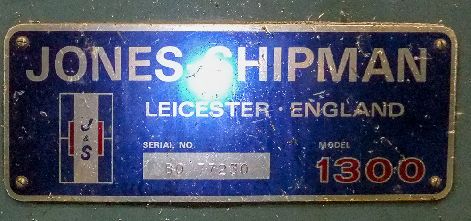 JONES-SHIPMAN
LEICESTER · ENGLAND
J
&
S
SERIAL NO.
MODEL
1300